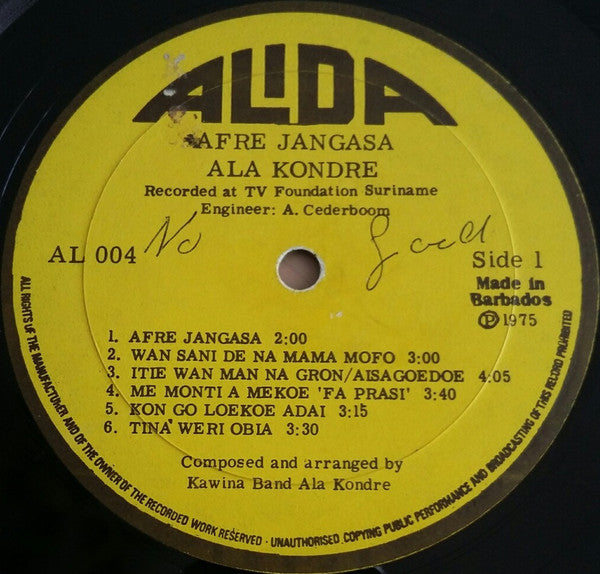 ALIDA
AFRE JANGASA
ALA KONDRE
Recorded at TV Foundation Suriname
Engineer: A. Cederboom
AL 004
No Good
Side 1
Made in
Barbados
Ⓟ1975
1. AFRE JANGASA 2:00
2. WAN SANI DE NA MAMA MOFO 3:00
3. ITIE WAN MAN NA GRON/AISAGOEDOE 4:05
4. ME MONTI A MEKOE 'FA PRASI' 3:40
5. KON GO LOEKOE ADAI 3:15
6. TINA WERI OBIA 3:30
Composed and arranged by
Kawina Band Ala Kondre
ALL RIGHTS OF THE MANUFACTURER AND OF THE OWNER OF THE RECORDED WORK RESERVED · UNAUTHORISED COPYING PUBLIC PERFORMANCE AND BROADCASTING OF THIS RECORD PROHIBITED